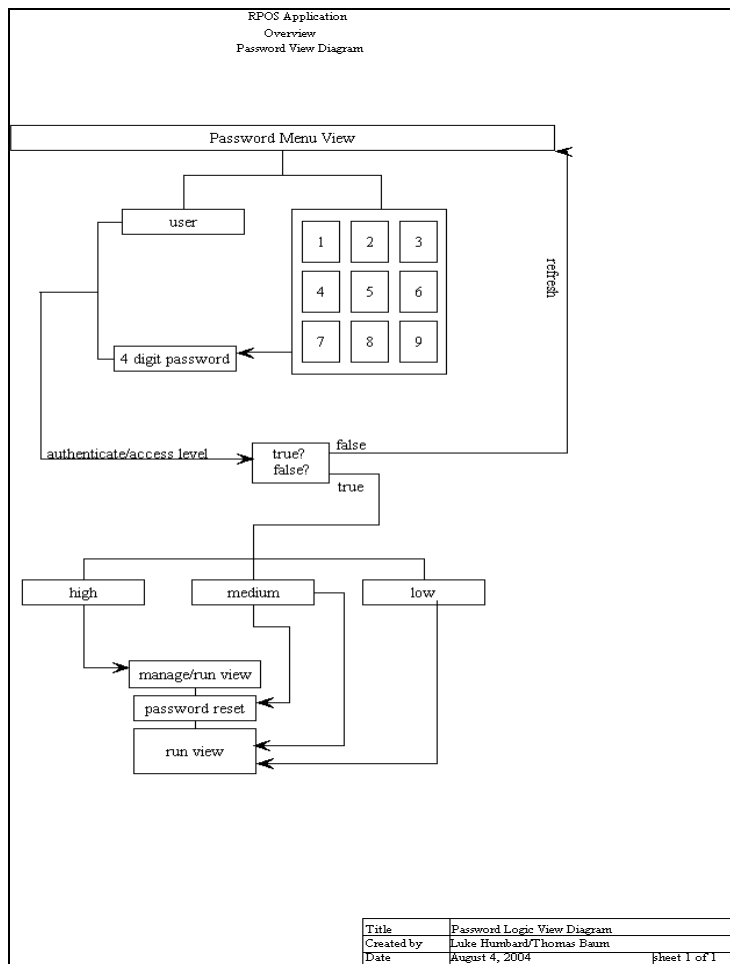 RPOS Application
Overview
Password View Diagram
Password Menu View
user
1 2 3
4 5 6
7 8 9
4 digit password
refresh
authenticate/access level
true?
false?
false
true
high
medium
low
manage/run view
password reset
run view
Title Password Logic View Diagram
Created by Luke Humbard/Thomas Baum
Date August 4, 2004 sheet 1 of 1